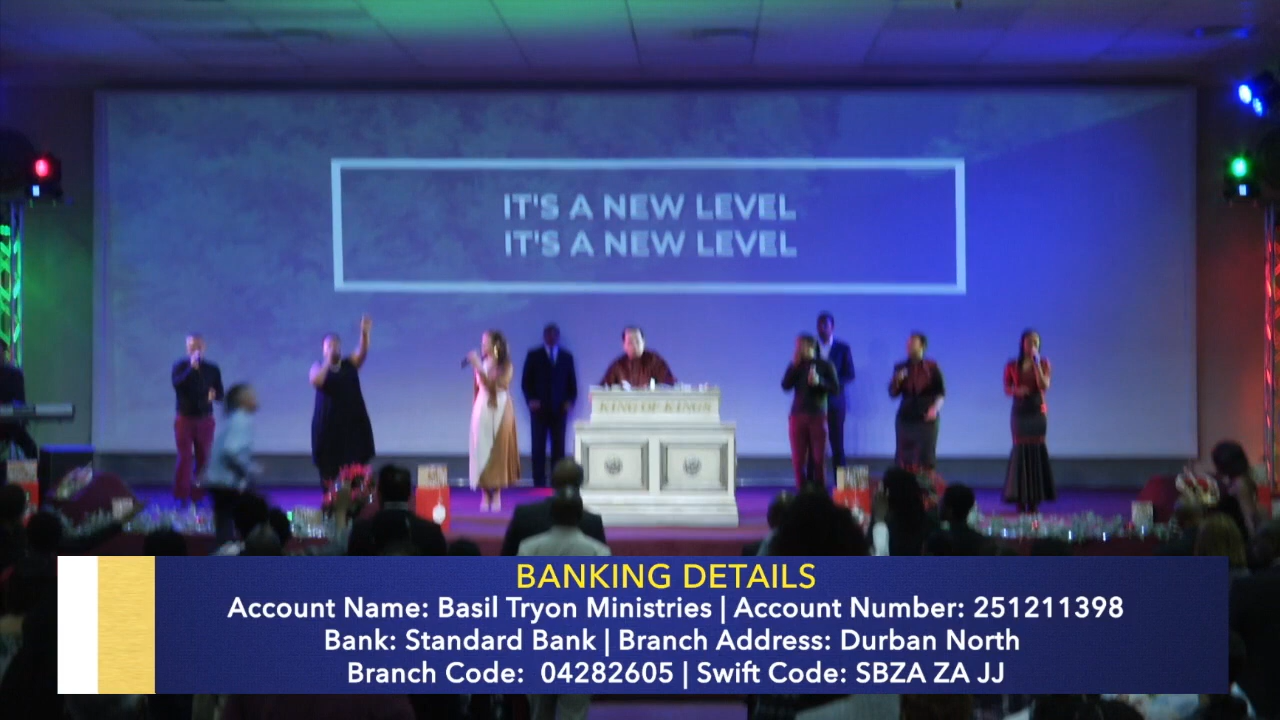 IT'S A NEW LEVEL
IT'S A NEW LEVEL
KING OF KINGS
BANKING DETAILS
Account Name: Basil Tryon Ministries | Account Number: 251211398
Bank: Standard Bank | Branch Address: Durban North
Branch Code: 04282605 | Swift Code: SBZA ZA JJ